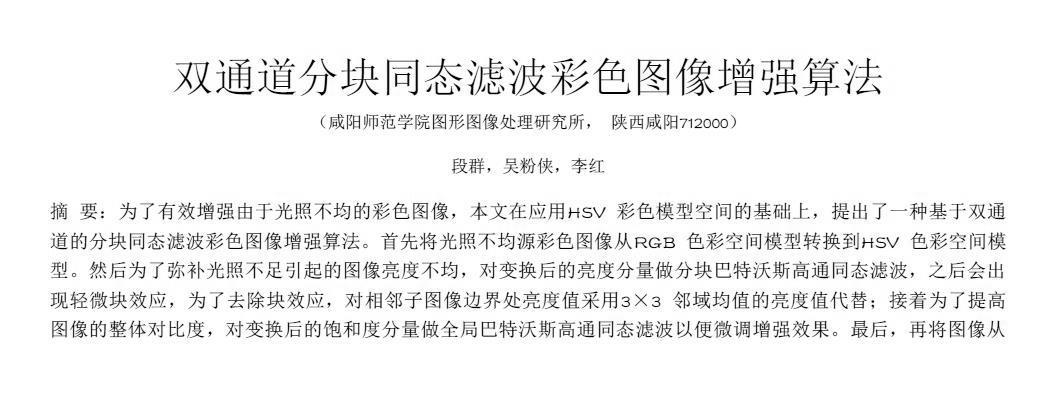 双通道分块同态滤波彩色图像增强算法
（咸阳师范学院图形图像处理研究所， 陕西咸阳712000）
段群，吴粉侠，李红
摘 要：为了有效增强由于光照不均的彩色图像，本文在应用HSV 彩色模型空间的基础上，提出了一种基于双通
道的分块同态滤波彩色图像增强算法。首先将光照不均源彩色图像从RGB 色彩空间模型转换到HSV 色彩空间模
型。然后为了弥补光照不足引起的图像亮度不均，对变换后的亮度分量做分块巴特沃斯高通同态滤波，之后会出
现轻微块效应，为了去除块效应，对相邻子图像边界处亮度值采用3×3 邻域均值的亮度值代替；接着为了提高
图像的整体对比度，对变换后的饱和度分量做全局巴特沃斯高通同态滤波以便微调增强效果。最后，再将图像从